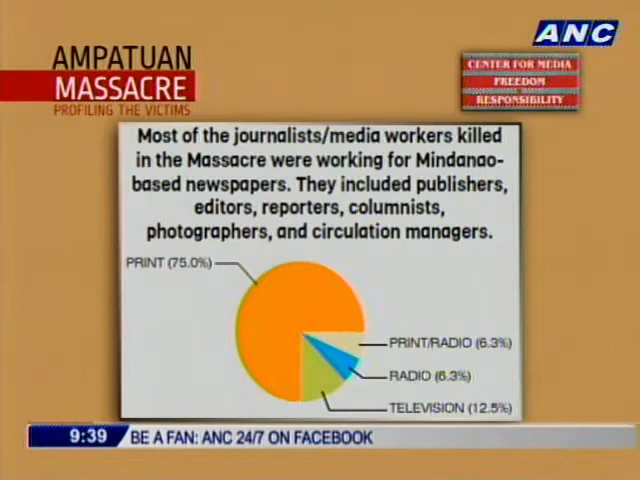 ANC
AMPATUAN
MASSACRE
PROFILING THE VICTIMS
CENTER FOR MEDIA
FREEDOM
RESPONSIBILITY
Most of the journalists/media workers killed
in the Massacre were working for Mindanao-
based newspapers. They included publishers,
editors, reporters, columnists,
photographers, and circulation managers.
PRINT (75.0%)
PRINT/RADIO (6.3%)
RADIO (6.3%)
TELEVISION (12.5%)
9:39 BE A FAN: ANC 24/7 ON FACEBOOK